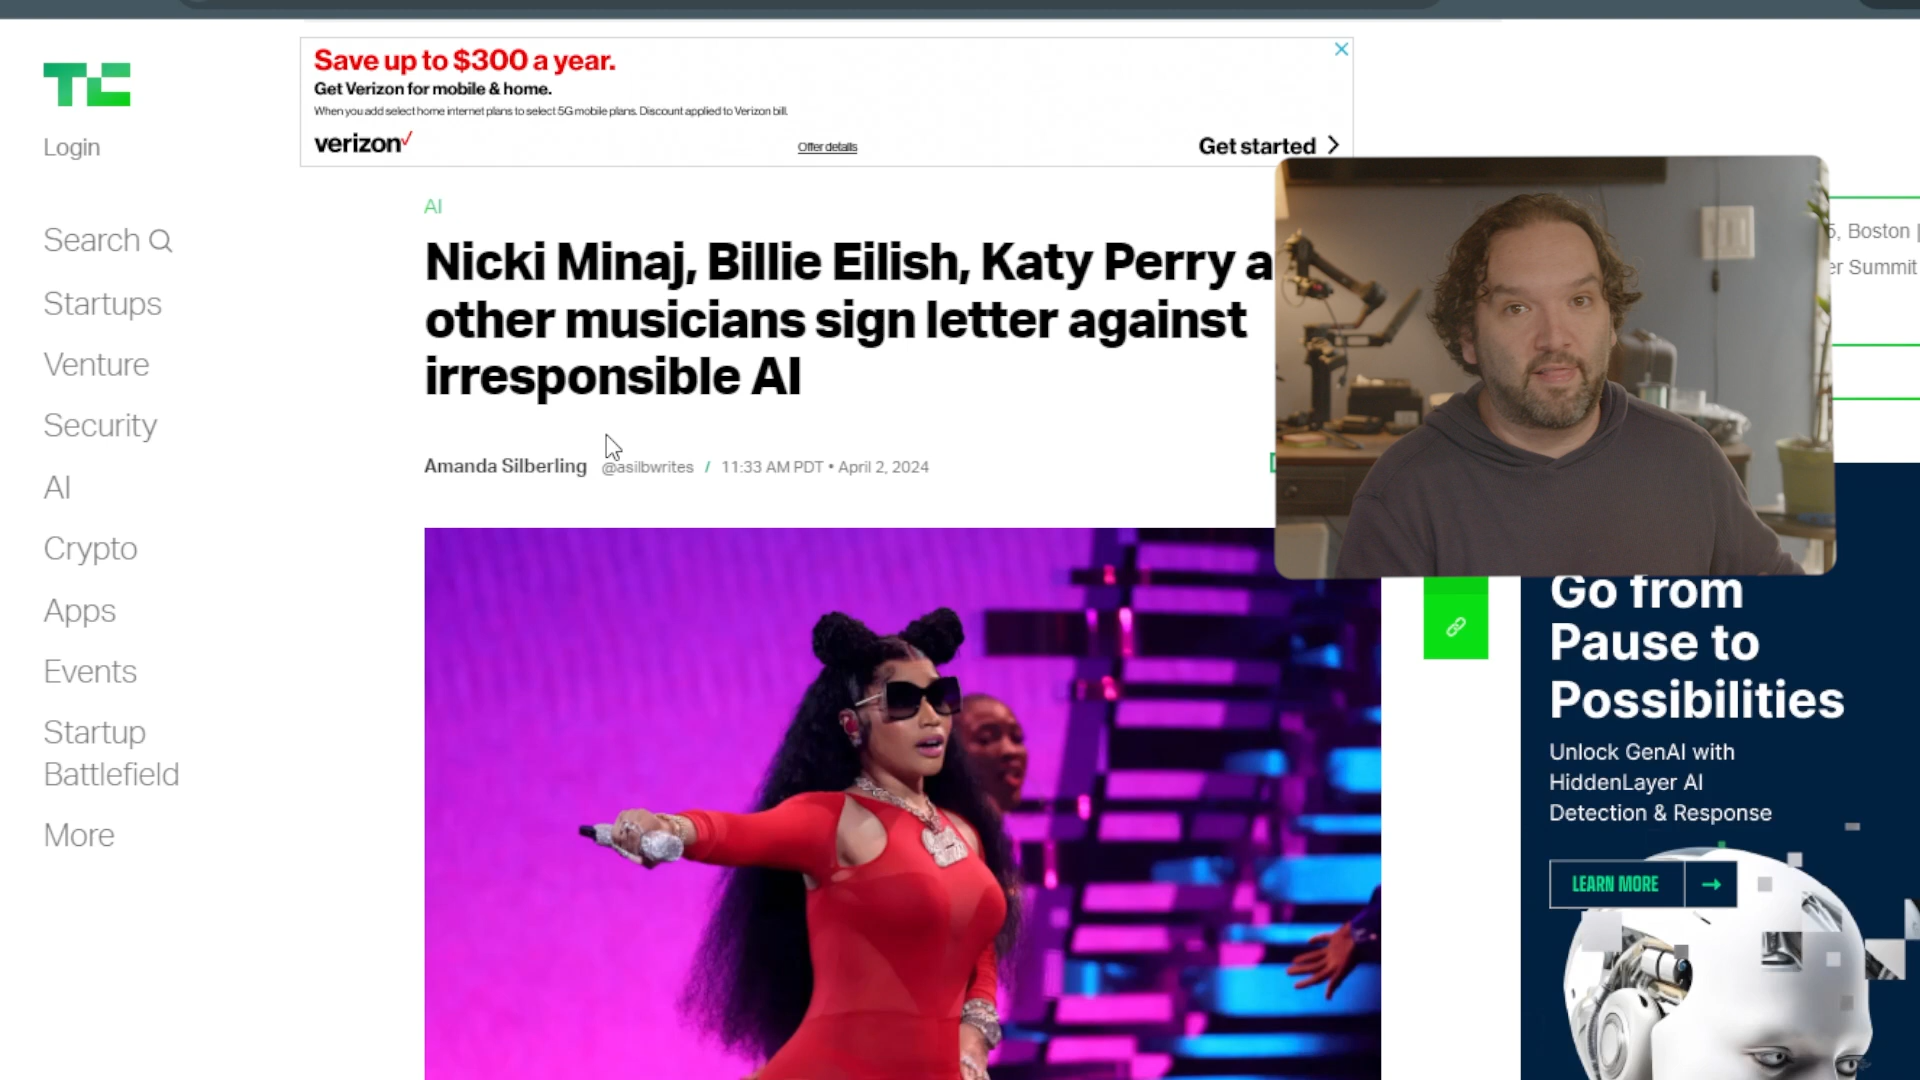 TC
Login
Search
Startups
Venture
Security
AI
Crypto
Apps
Events
Startup
Battlefield
More
Save up to $300 a year.
Get Verizon for mobile & home.
When you add select home internet plans to select 5G mobile plans. Discount applied to Verizon bill.
verizon
Offer details
Get started
AI
Nicki Minaj, Billie Eilish, Katy Perry a
other musicians sign letter against
irresponsible AI
Amanda Silberling @asilbwrites / 11:33 AM PDT • April 2, 2024
5, Boston |
er Summit
Go from
Pause to
Possibilities
Unlock GenAI with
HiddenLayer AI
Detection & Response
LEARN MORE